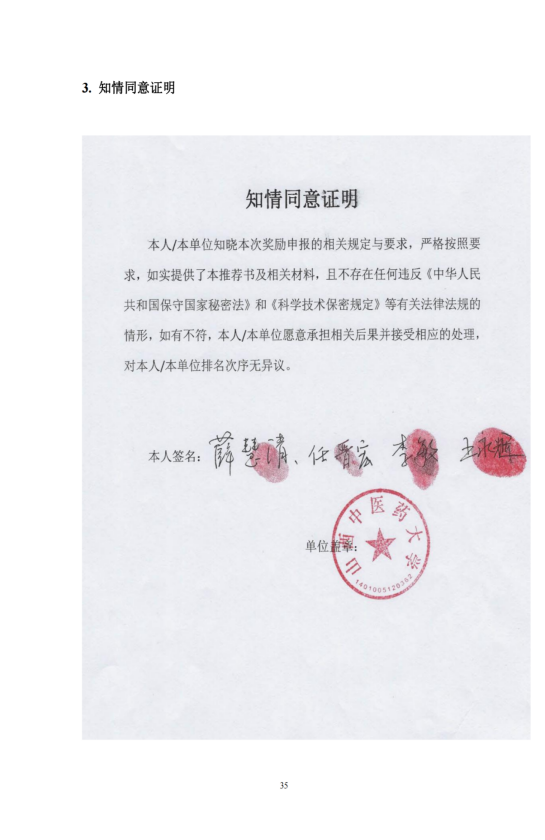 3. 知情同意证明
知情同意证明
本人/本单位知晓本次奖励申报的相关规定与要求，严格按照要
求，如实提供了本推荐书及相关材料，且不存在任何违反《中华人民
共和国保守国家秘密法》和《科学技术保密规定》等有关法律法规的
情形，如有不符，本人/本单位愿意承担相关后果并接受相应的处理，
对本人/本单位排名次序无异议。
本人签名：薛慧清、任晋宏 李敏
单位盖章：
山西中医药大学
35